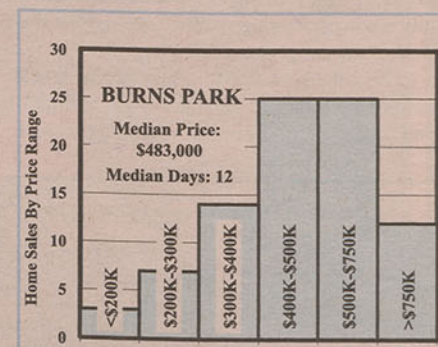 30
25
20
15
10
5
0
Home Sales By Price Range
BURNS PARK
Median Price:
$483,000
Median Days: 12
<$200K
$200K-$300K
$300K-$400K
$400K-$500K
$500K-$750K
>$750K